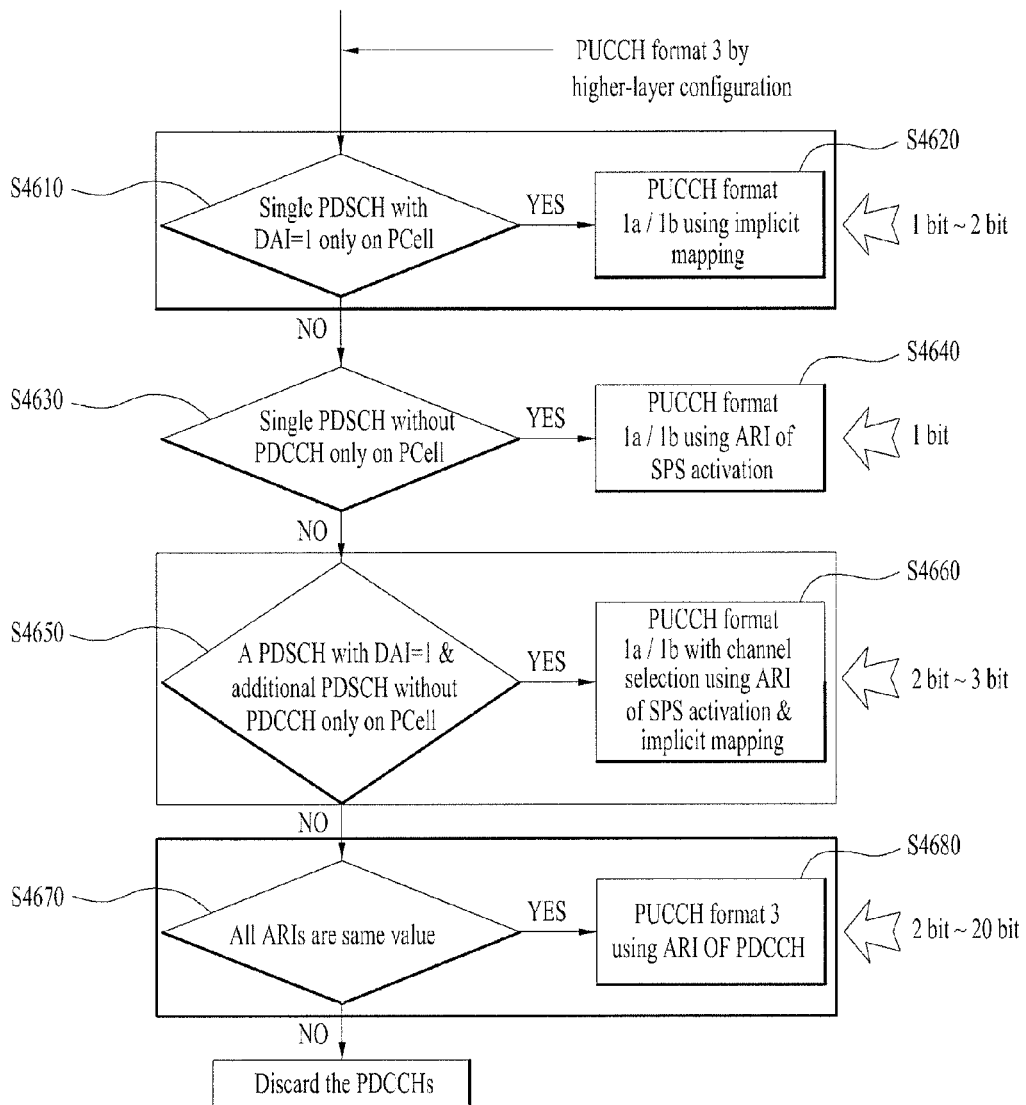 PUCCH format 3 by
higher-layer configuration
S4610
Single PDSCH with
DAI=1 only on PCell
YES
S4620
PUCCH format
1a / 1b using implicit
mapping
1 bit ~ 2 bit
NO
S4630
Single PDSCH without
PDCCH only on PCell
YES
S4640
PUCCH format
1a / 1b using ARI of
SPS activation
1 bit
NO
S4650
A PDSCH with DAI=1 &
additional PDSCH without
PDCCH only on PCell
YES
S4660
PUCCH format
1a / 1b with channel
selection using ARI
of SPS activation &
implicit mapping
2 bit ~ 3 bit
NO
S4670
All ARIs are same value
YES
S4680
PUCCH format 3
using ARI OF PDCCH
2 bit ~ 20 bit
NO
Discard the PDCCHs